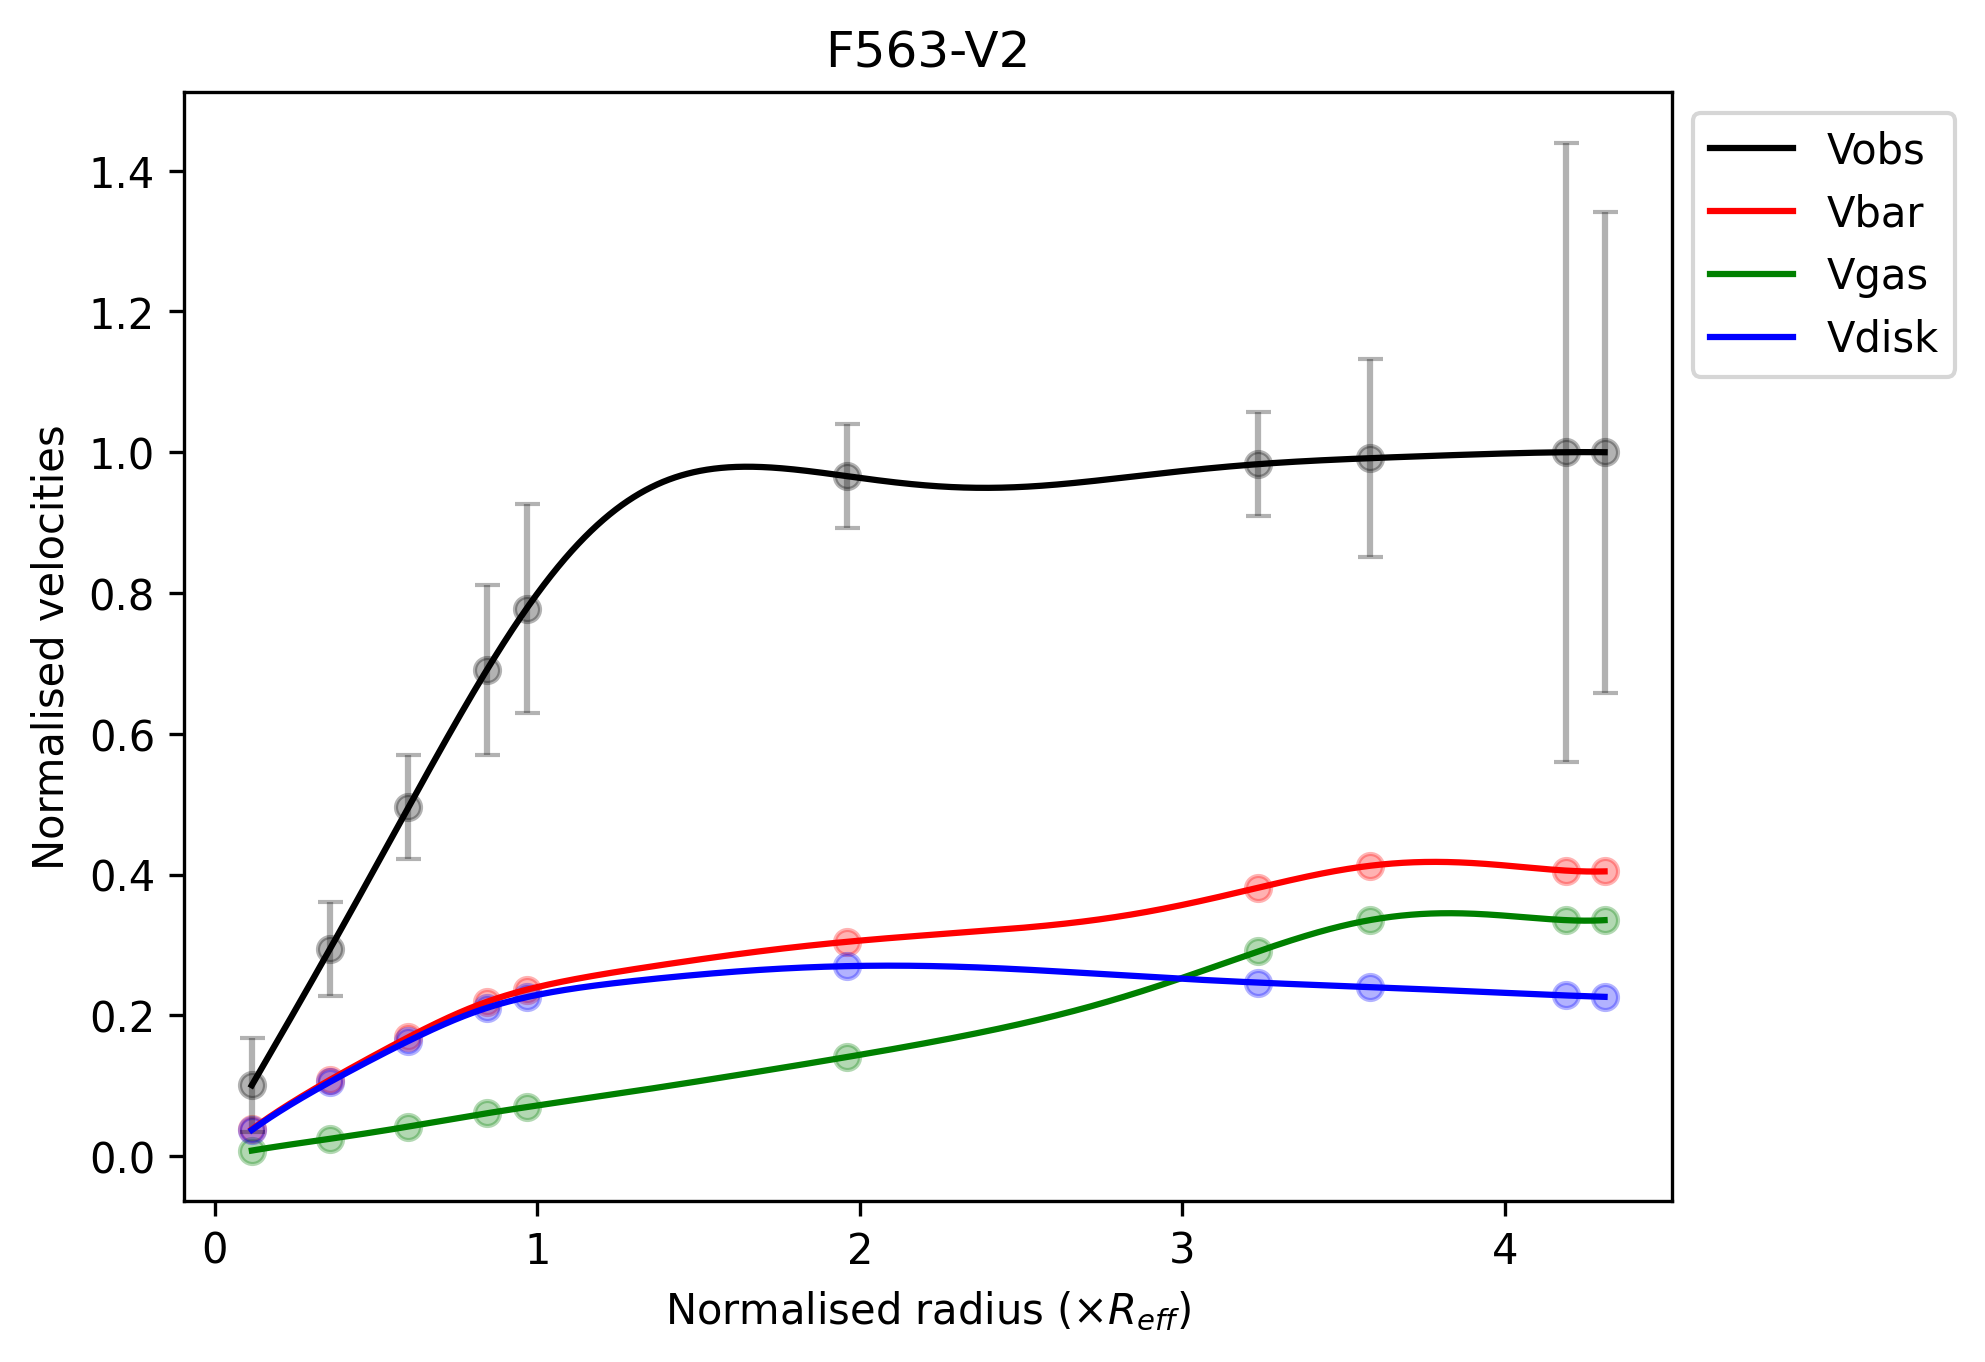 F563-V2
Normalised velocities
1.4
1.2
1.0
0.8
0.6
0.4
0.2
0.0
0 1 2 3 4
Normalised radius (×R_eff)
Vobs
Vbar
Vgas
Vdisk